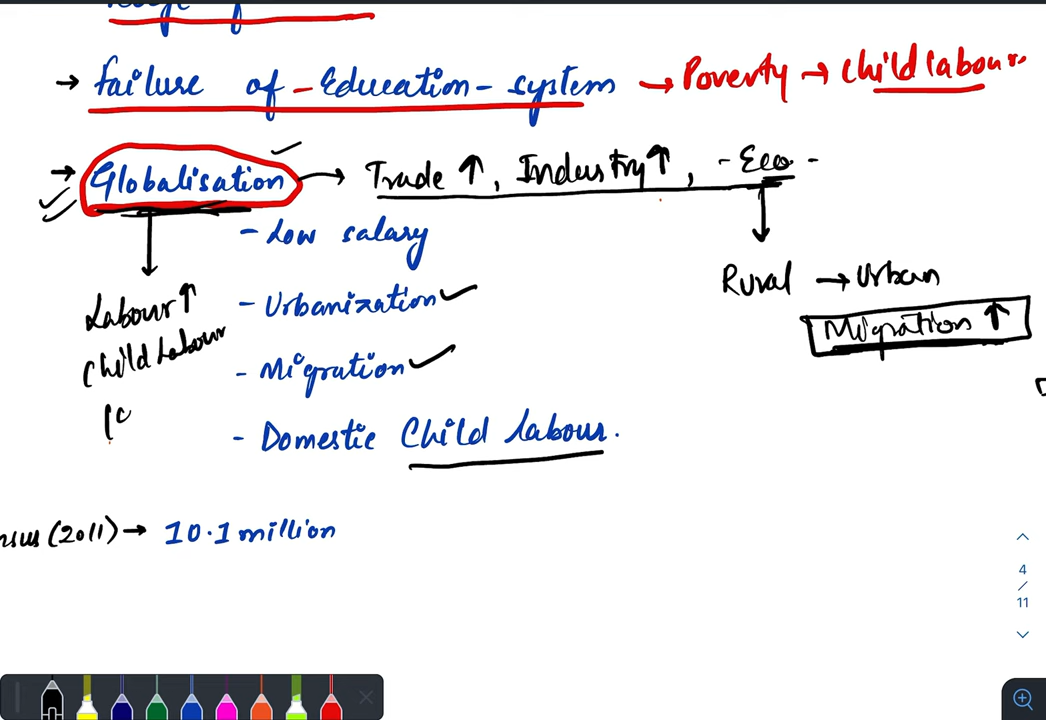 → failure of - Education - system → Poverty → child labour
→ Globalisation → Trade ↑, Industry ↑, - Eco -
- Low salary
Rural → Urban
Labour ↑
- Urbanization ✓
Migration ↑
Child Labour
- Migration ✓
(c
- Domestic Child labour.
nsus (2011) → 10.1 million
4
/
11